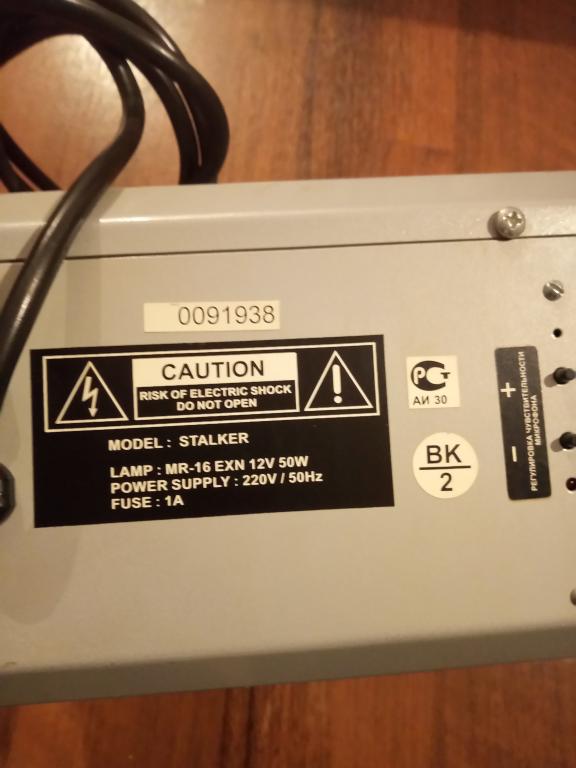 0091938
CAUTION
RISK OF ELECTRIC SHOCK
DO NOT OPEN
MODEL : STALKER
LAMP : MR-16 EXN 12V 50W
POWER SUPPLY : 220V / 50Hz
FUSE : 1A
РСТ
АИ 30
ВК
2
+
−
РЕГУЛИРОВКА ЧУВСТВИТЕЛЬНОСТИ
МИКРОФОНА